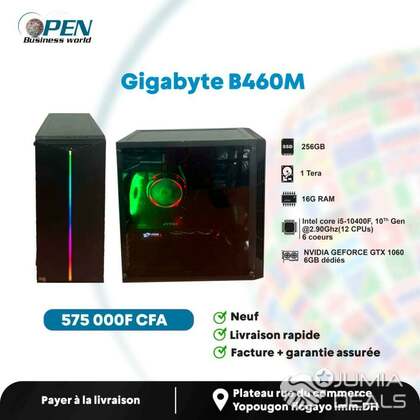 OPEN
Business world
Gigabyte B460M
SSD
256GB
1 Tera
16G RAM
Intel core i5-10400F, 10Th Gen
@2.90Ghz(12 CPUs)
6 coeurs
NVIDIA GEFORCE GTX 1060
6GB dédiés
575 000F CFA
Neuf
Livraison rapide
Facture + garantie assurée
Payer à la livraison
Plateau rue du commerce
Yopougon
JUMIA
DEALS